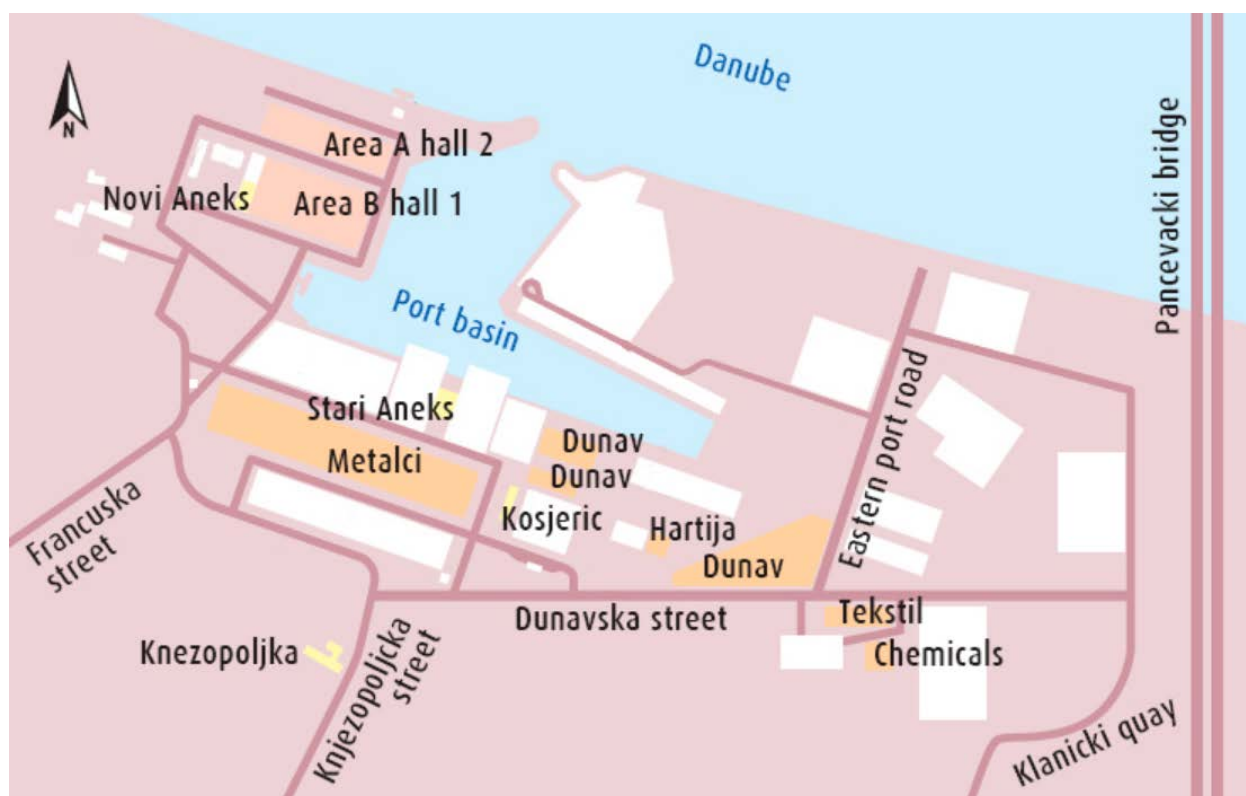 Danube
N
Area A hall 2
Pancevacki bridge
Novi Aneks
Area B hall 1
Port basin
Stari Aneks
Eastern port road
Dunav
Metalci
Dunav
Kosjeric
Hartija
Dunav
Francuska
street
Dunavska street
Tekstil
Knezopoljka
Chemicals
Knjezopoljcka
street
Klanicki quay